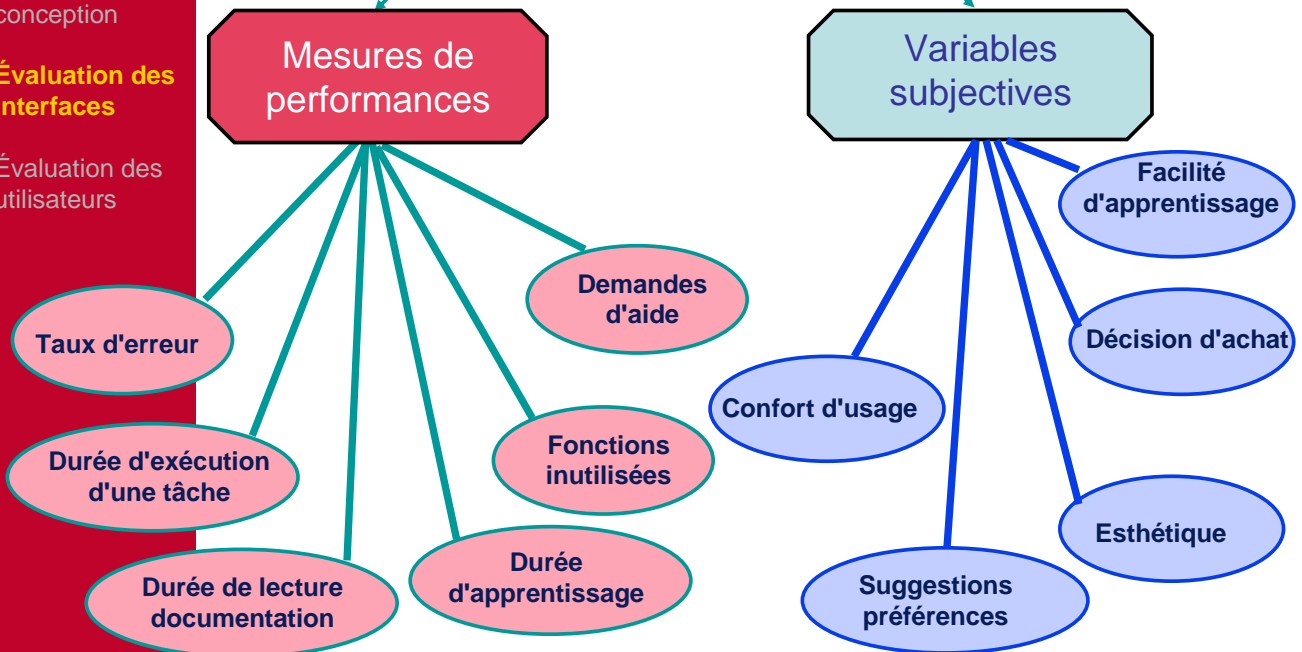 conception
Évaluation des
interfaces
Évaluation des
utilisateurs
Mesures de
performances
Variables
subjectives
Facilité
d'apprentissage
Demandes
d'aide
Taux d'erreur
Décision d'achat
Confort d'usage
Durée d'exécution
d'une tâche
Fonctions
inutilisées
Esthétique
Durée de lecture
documentation
Durée
d'apprentissage
Suggestions
préférences